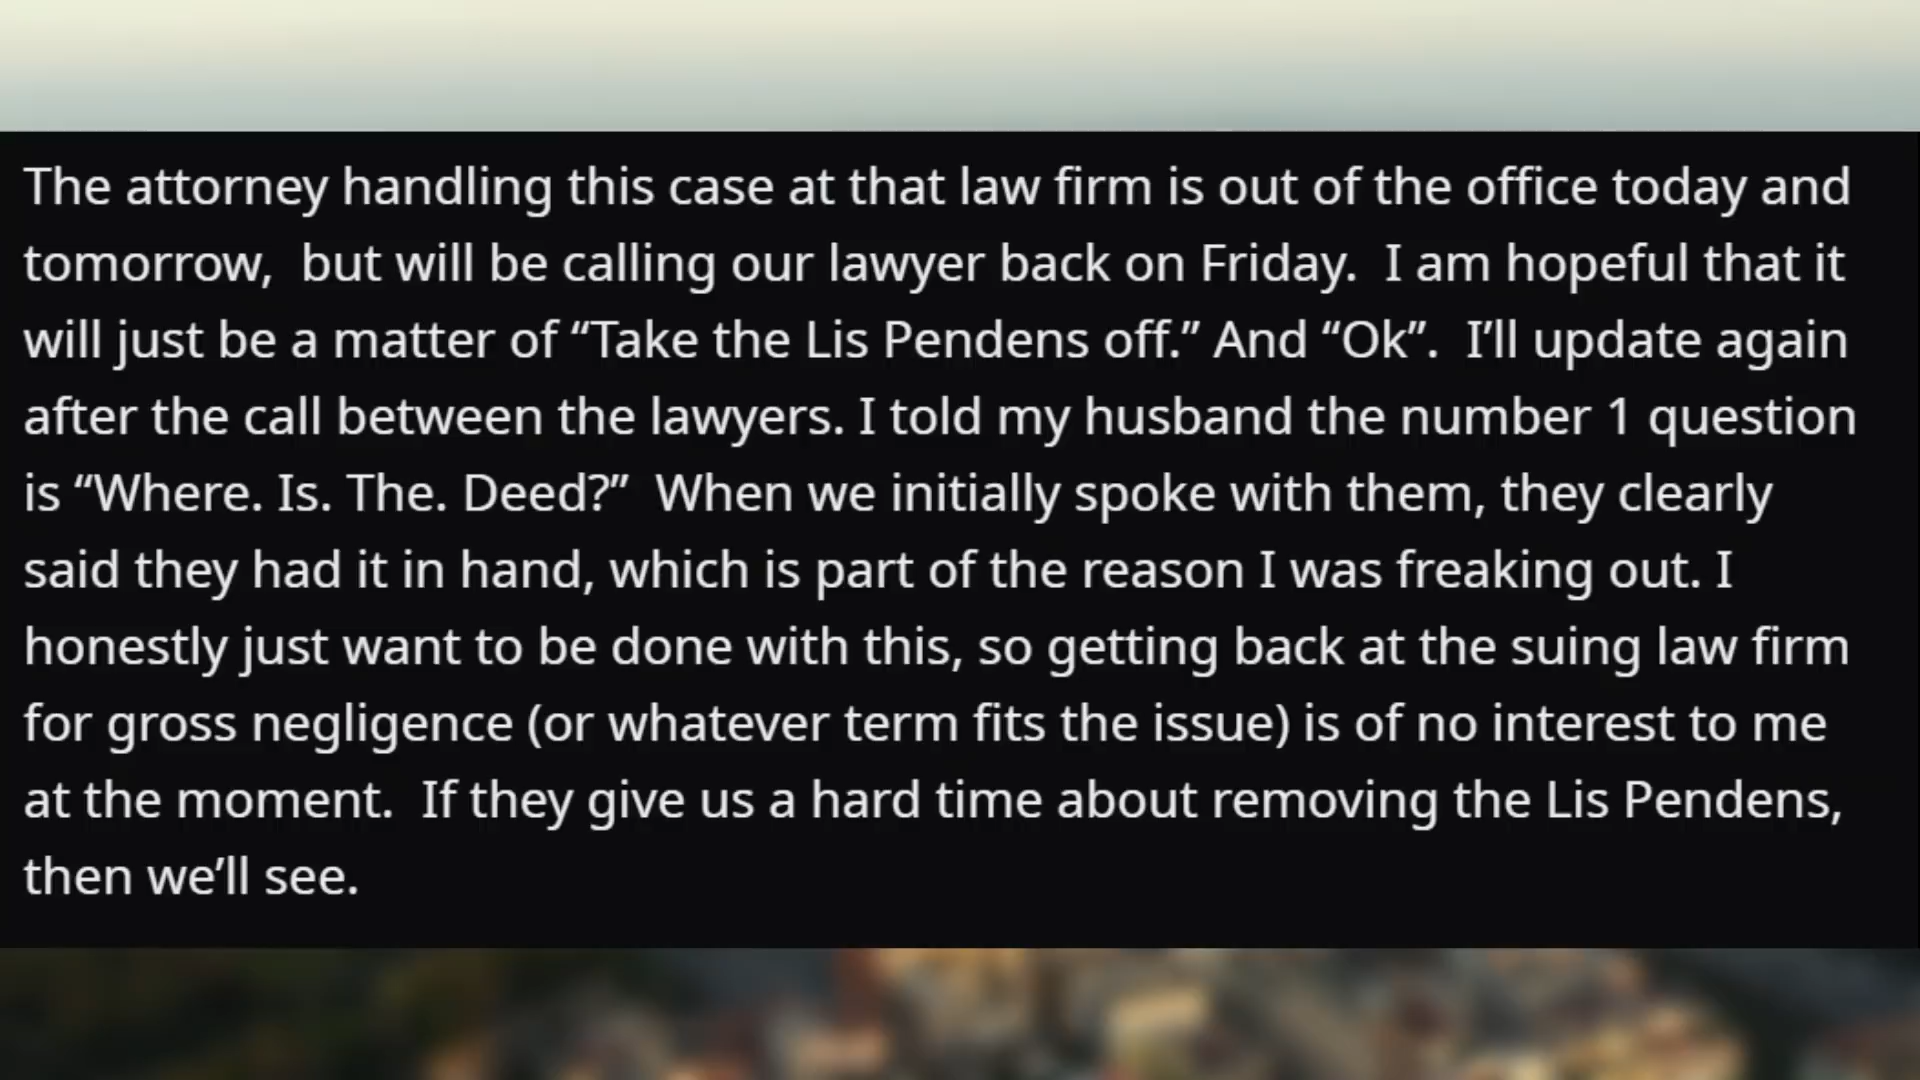 The attorney handling this case at that law firm is out of the office today and
tomorrow,  but will be calling our lawyer back on Friday.  I am hopeful that it
will just be a matter of “Take the Lis Pendens off.” And “Ok”.  I’ll update again
after the call between the lawyers. I told my husband the number 1 question
is “Where. Is. The. Deed?”  When we initially spoke with them, they clearly
said they had it in hand, which is part of the reason I was freaking out. I
honestly just want to be done with this, so getting back at the suing law firm
for gross negligence (or whatever term fits the issue) is of no interest to me
at the moment.  If they give us a hard time about removing the Lis Pendens,
then we’ll see.